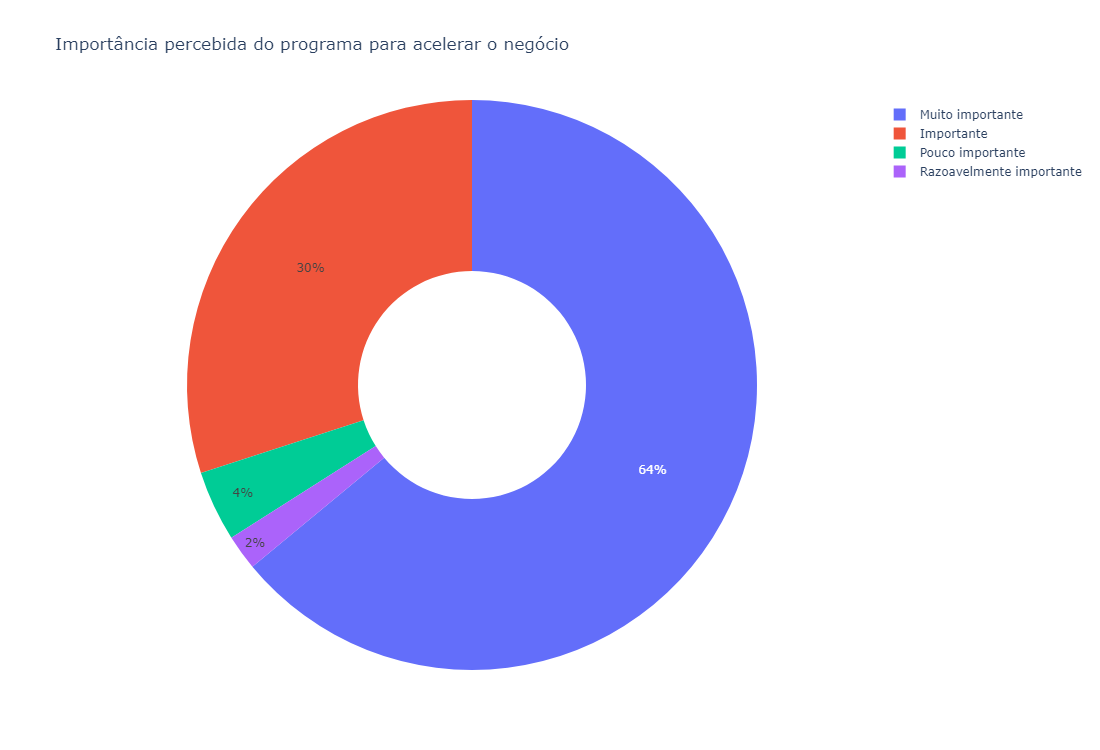 Importância percebida do programa para acelerar o negócio
Muito importante
Importante
Pouco importante
Razoavelmente importante
30%
64%
4%
2%